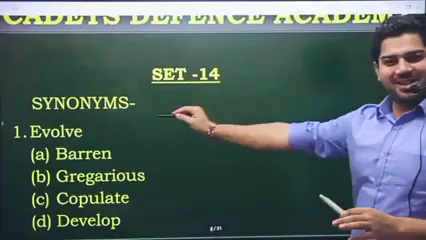 CADETS DEFENCE ACADEM
SET -14
SYNONYMS-
1. Evolve
(a) Barren
(b) Gregarious
(c) Copulate
(d) Develop